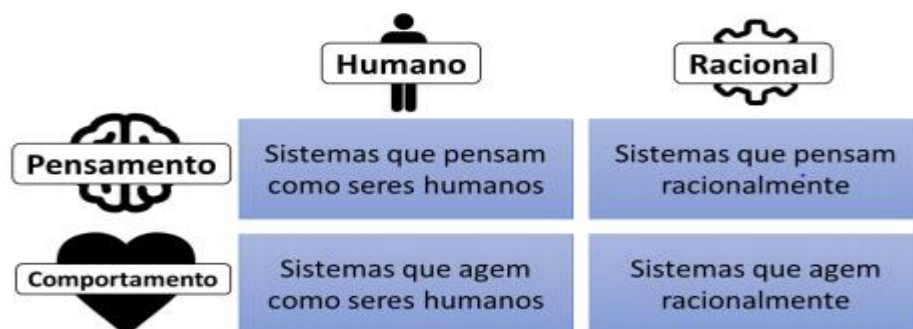 Humano
Racional
Pensamento
Sistemas que pensam
como seres humanos
Sistemas que pensam
racionalmente
Comportamento
Sistemas que agem
como seres humanos
Sistemas que agem
racionalmente